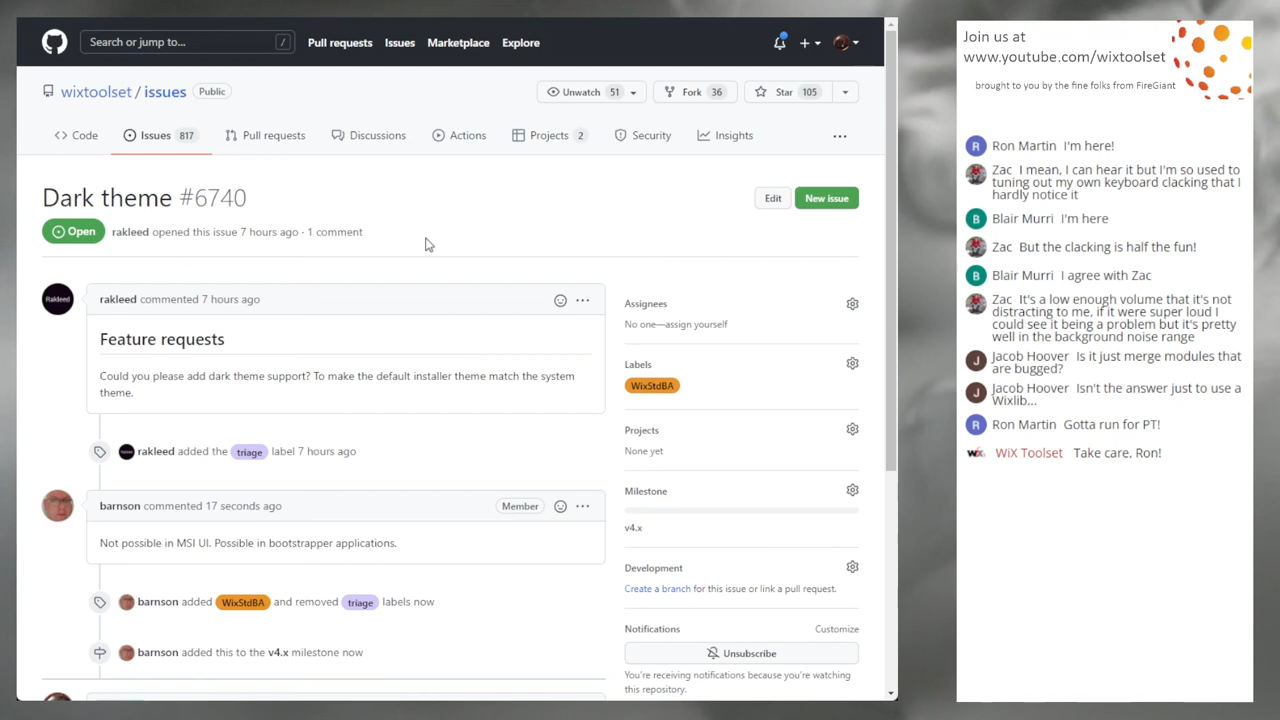 Search or jump to...
/
Pull requests
Issues
Marketplace
Explore
wixtoolset / issues
Public
Unwatch 51
Fork 36
Star 105
Code
Issues 817
Pull requests
Discussions
Actions
Projects 2
Security
Insights
Dark theme #6740
Edit
New issue
Open
rakleed opened this issue 7 hours ago · 1 comment
Rakleed
rakleed commented 7 hours ago
Feature requests
Could you please add dark theme support? To make the default installer theme match the system
theme.
rakleed added the triage label 7 hours ago
barnson commented 17 seconds ago
Member
Not possible in MSI UI. Possible in bootstrapper applications.
barnson added WixStdBA and removed triage labels now
barnson added this to the v4.x milestone now
Assignees
No one—assign yourself
Labels
WixStdBA
Projects
None yet
Milestone
v4.x
Development
Create a branch for this issue or link a pull request.
Notifications
Customize
Unsubscribe
You're receiving notifications because you're watching
this repository.
Join us at
www.youtube.com/wixtoolset
brought to you by the fine folks from FireGiant
R Ron Martin I'm here!
Zac I mean, I can hear it but I'm so used to
tuning out my own keyboard clacking that I
hardly notice it
B Blair Murri I'm here
Zac But the clacking is half the fun!
B Blair Murri I agree with Zac
Zac It's a low enough volume that it's not
distracting to me, if it were super loud I
could see it being a problem but it's pretty
well in the background noise range
J Jacob Hoover Is it just merge modules that
are bugged?
J Jacob Hoover Isn't the answer just to use a
Wixlib...
R Ron Martin Gotta run for PT!
WiX WiX Toolset Take care, Ron!